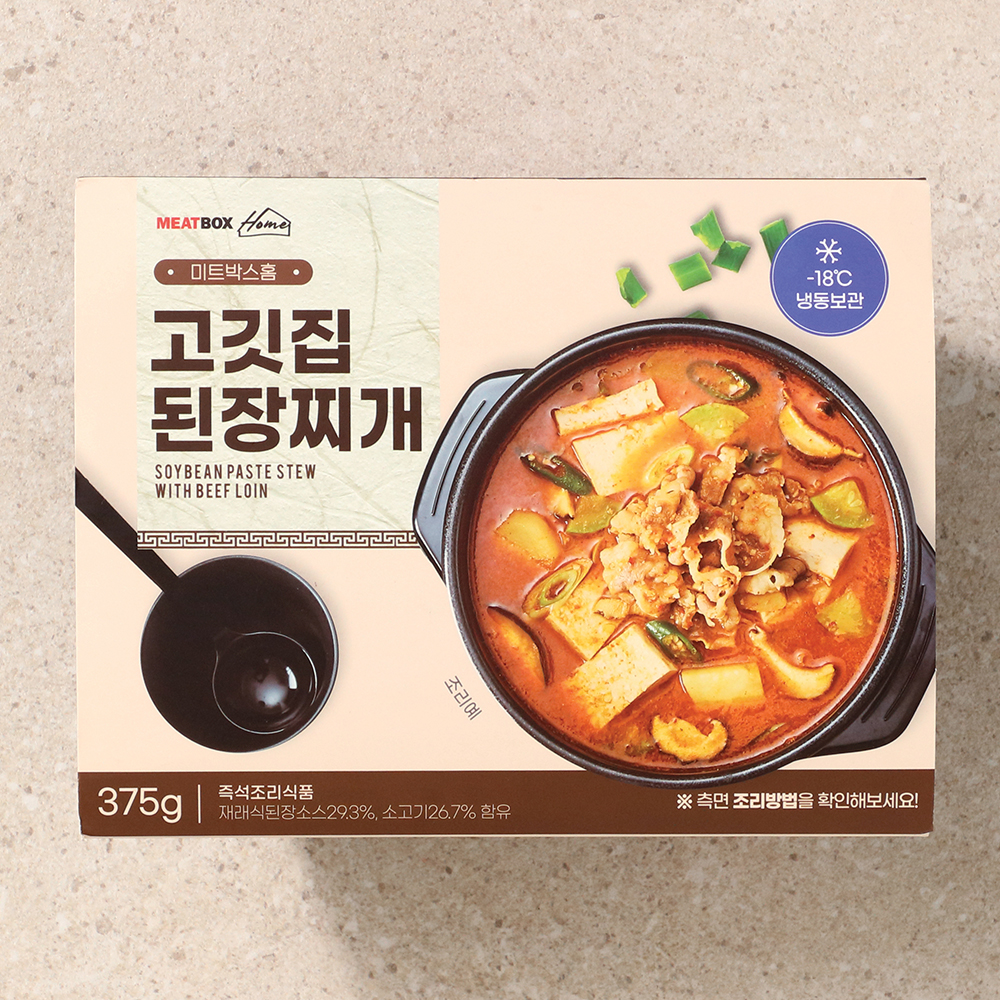 MEATBOX Home
• 미트박스홈 •
고깃집
된장찌개
SOYBEAN PASTE STEW
WITH BEEF LOIN
-18℃
냉동보관
조리예
375g
즉석조리식품
재래식된장소스29.3%, 소고기26.7% 함유
※ 측면 조리방법을 확인해보세요!